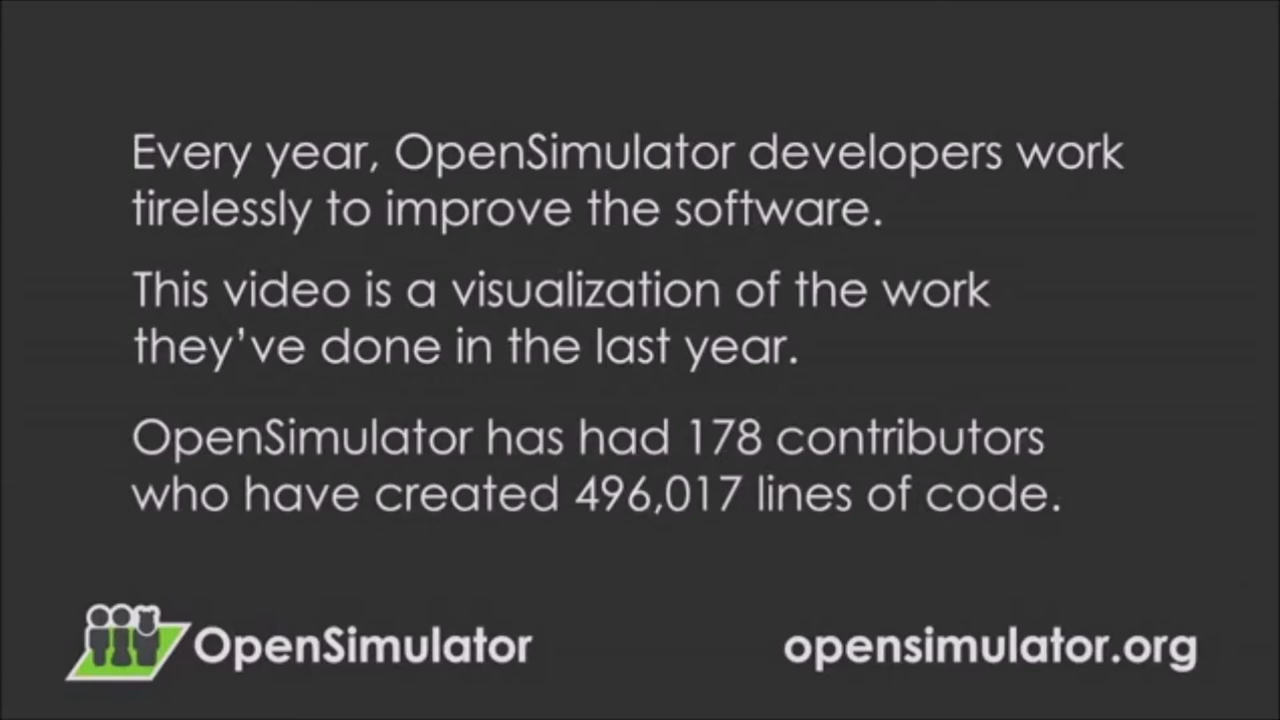 Every year, OpenSimulator developers work
tirelessly to improve the software.
This video is a visualization of the work
they’ve done in the last year.
OpenSimulator has had 178 contributors
who have created 496,017 lines of code.
OpenSimulator
opensimulator.org